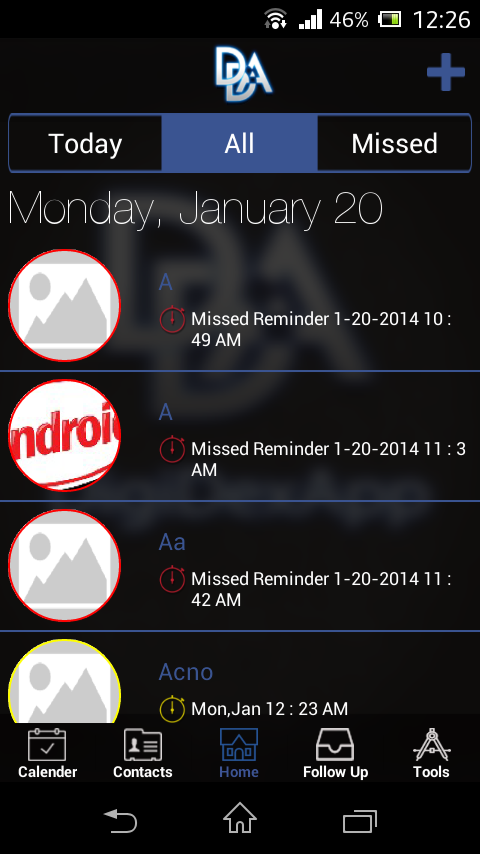 46% 12:26
DDA
Today All Missed
Monday, January 20
A
Missed Reminder 1-20-2014 10 :
49 AM
ndroi
A
Missed Reminder 1-20-2014 11 : 3
AM
Aa
Missed Reminder 1-20-2014 11 :
42 AM
Acno
Mon,Jan 12 : 23 AM
Calender Contacts Home Follow Up Tools